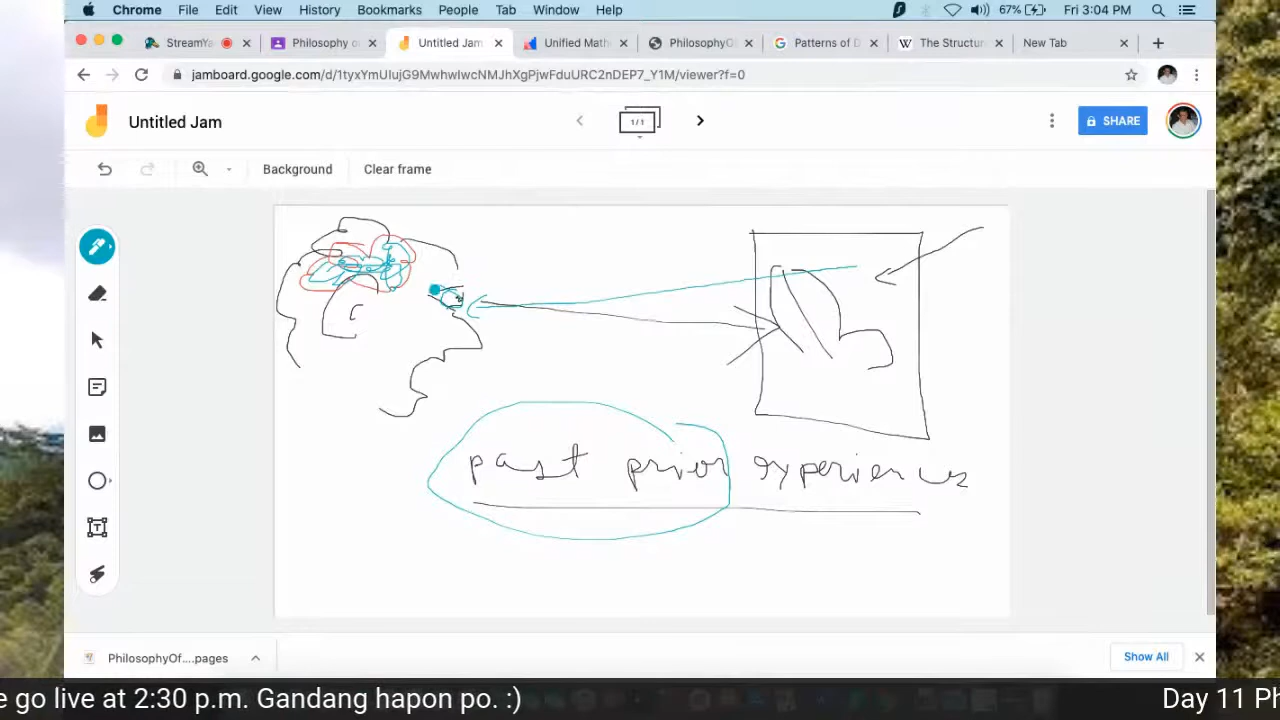 Chrome File Edit View History Bookmarks People Tab Window Help 67% Fri 3:04 PM
StreamYa Philosophy o Untitled Jam Unified Math PhilosophyO Patterns of D W The Structur New Tab
jamboard.google.com/d/1tyxYmUIujG9MwhwIwcNMJhXgPjwFduURC2nDEP7_Y1M/viewer?f=0
Untitled Jam 1/1 SHARE
Background Clear frame
past prior experiences
PhilosophyOf....pages Show All
e go live at 2:30 p.m. Gandang hapon po. :) Day 11 Ph